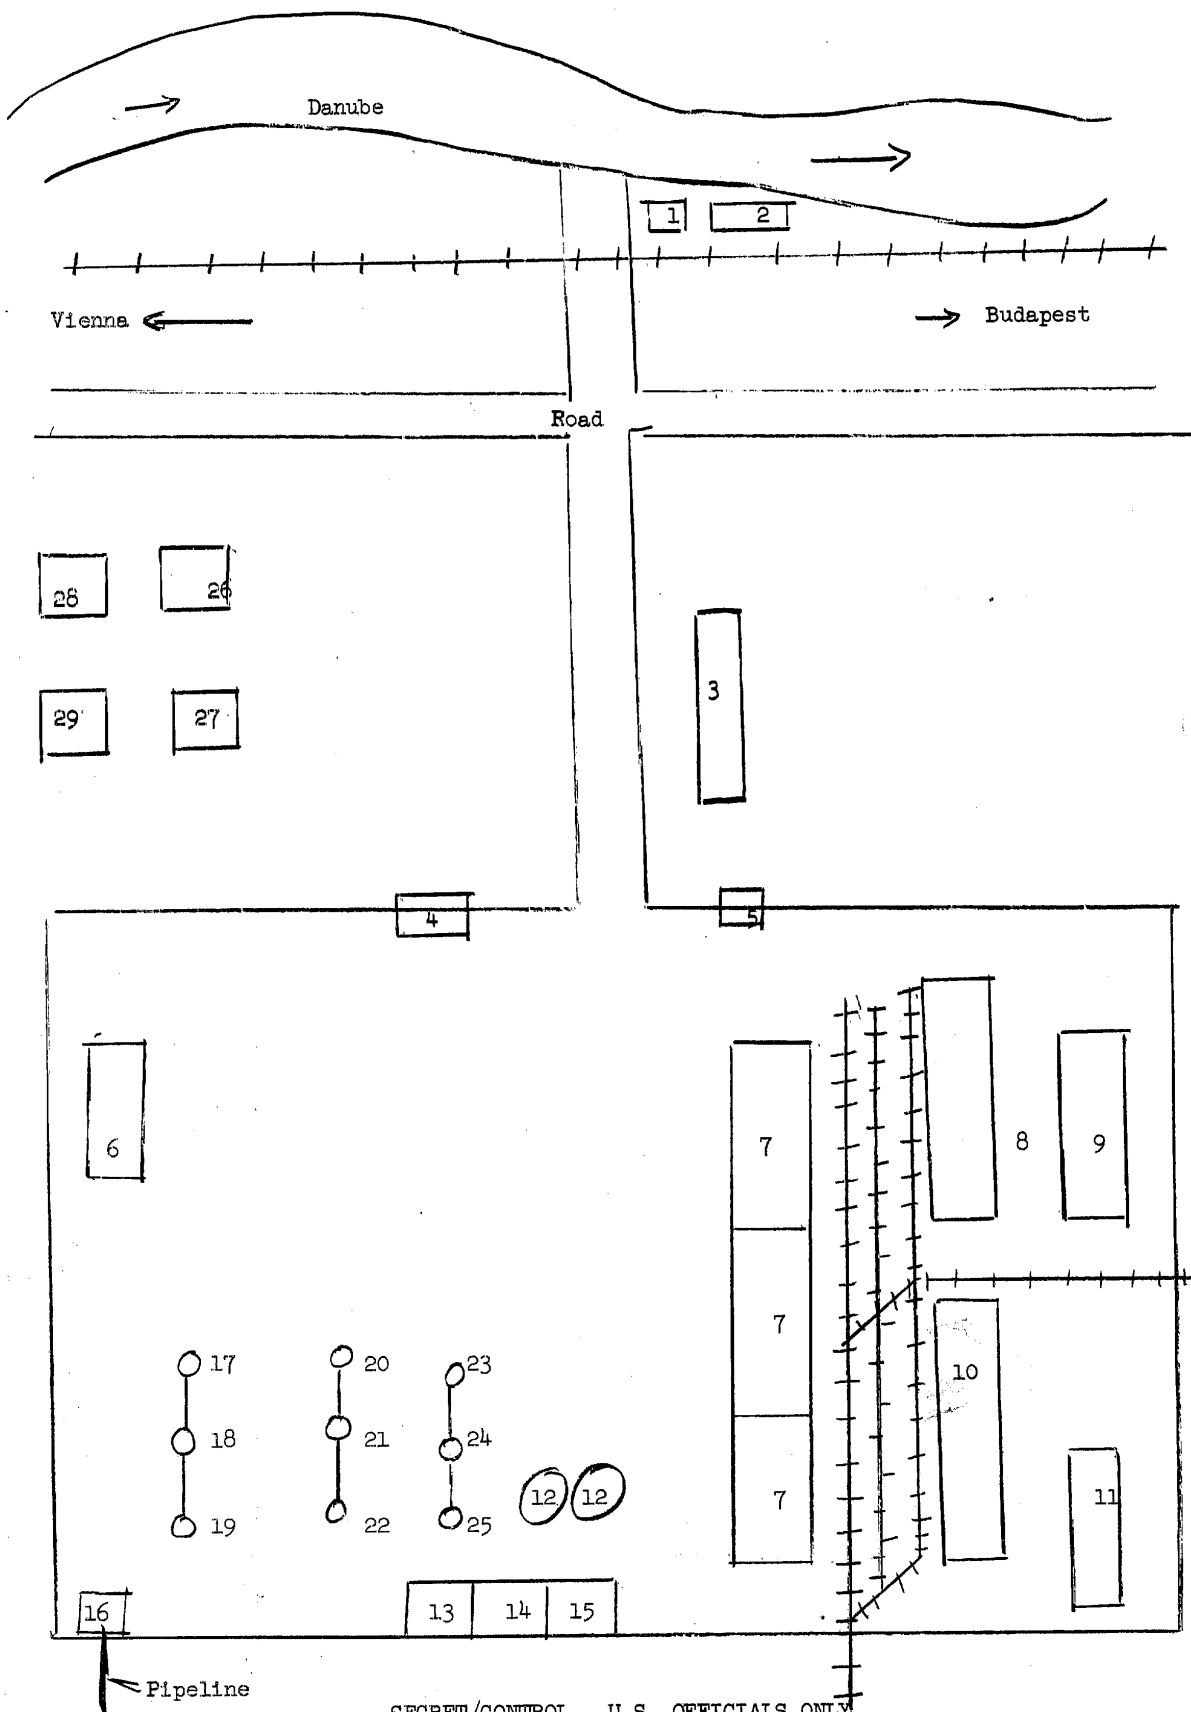 Danube
1 2
Vienna Budapest
Road
28 26
3
29 27
4 5
6 7 8 9
7
17 20 23 10
18 21 24
12 12 7 11
19 22 25
16 13 14 15
Pipeline
SECRET/CONTROL U.S. OFFICIALS ONLY